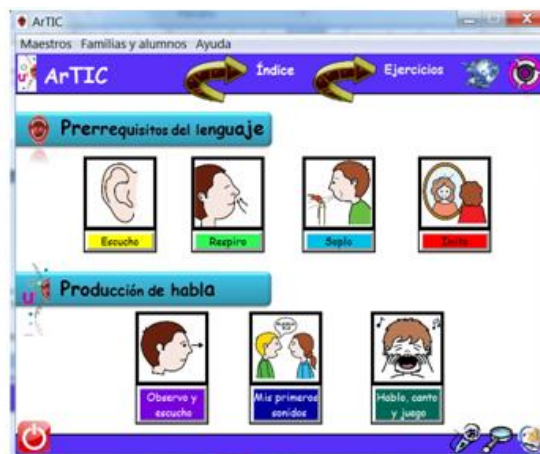 ArTIC
Maestros Familias y alumnos Ayuda
ArTIC
Índice
Ejercicios
Prerrequisitos del lenguaje
Escucho
Respiro
Soplo
Imito
Producción de habla
Observo y
escucho
Mis primeros
sonidos
Hablo, canto
y juego